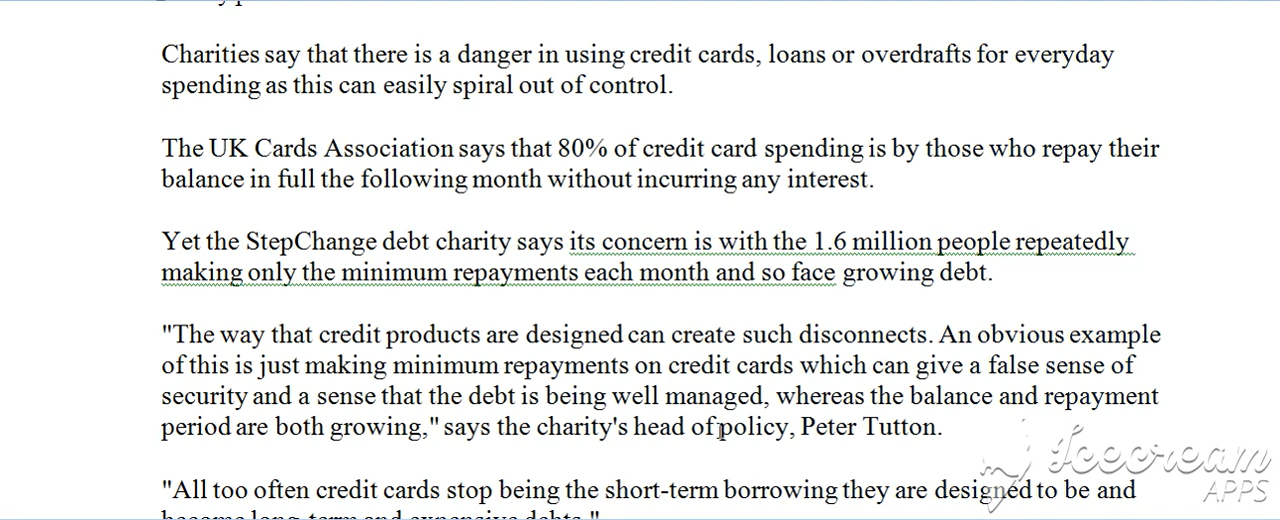 Charities say that there is a danger in using credit cards, loans or overdrafts for everyday
spending as this can easily spiral out of control.
The UK Cards Association says that 80% of credit card spending is by those who repay their
balance in full the following month without incurring any interest.
Yet the StepChange debt charity says its concern is with the 1.6 million people repeatedly
making only the minimum repayments each month and so face growing debt.
"The way that credit products are designed can create such disconnects. An obvious example
of this is just making minimum repayments on credit cards which can give a false sense of
security and a sense that the debt is being well managed, whereas the balance and repayment
period are both growing," says the charity's head of policy, Peter Tutton.
"All too often credit cards stop being the short-term borrowing they are designed to be and
become long-term and expensive debts."
Icecream
APPS